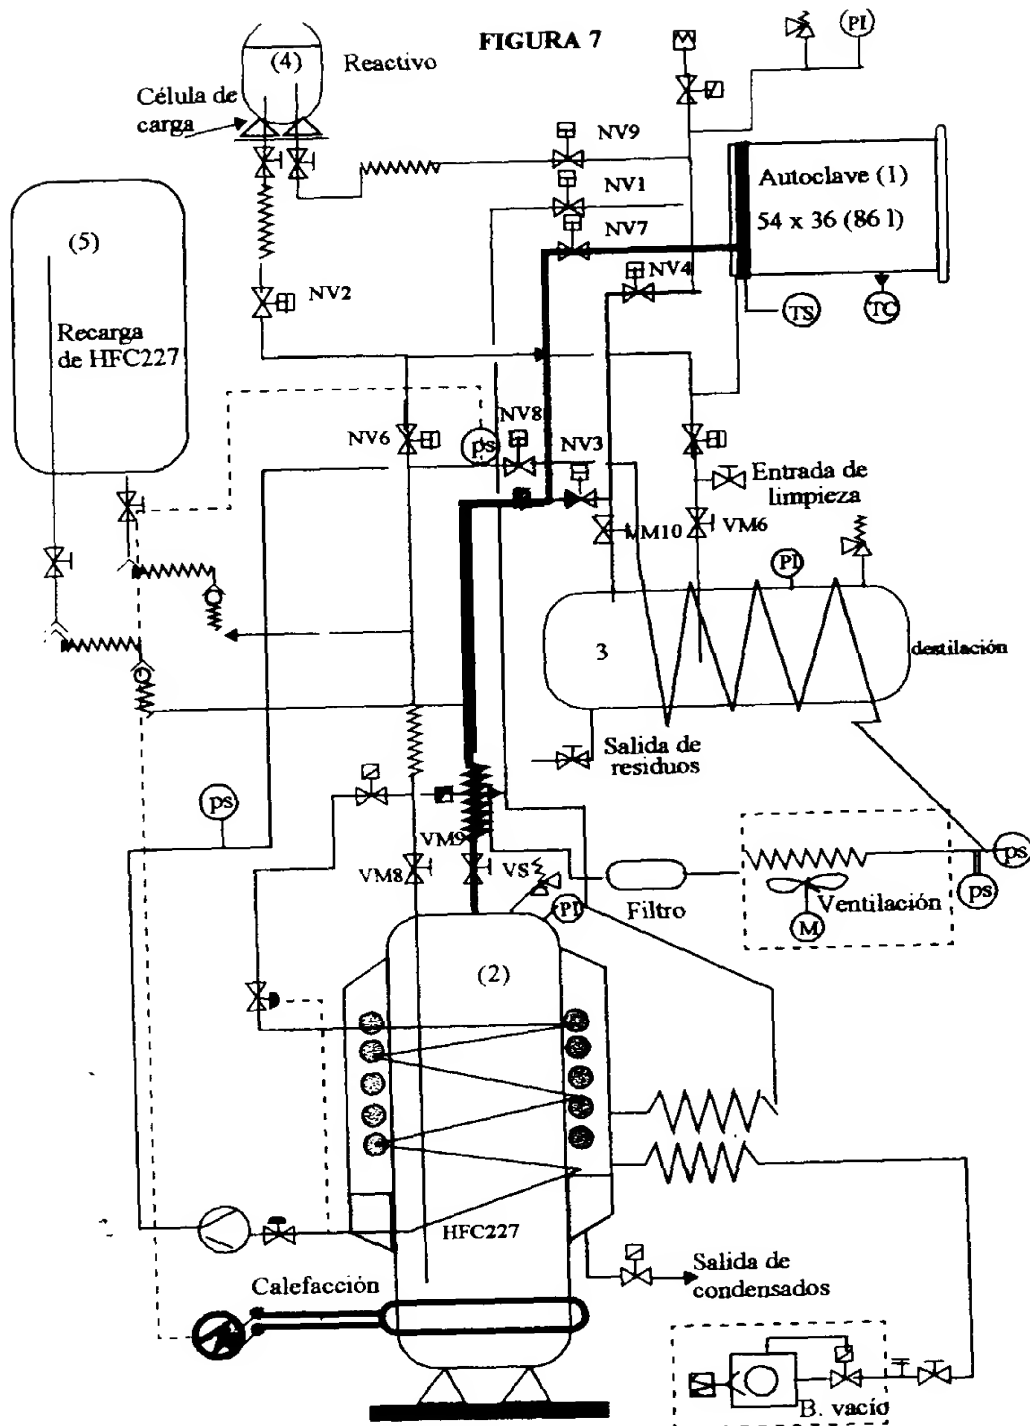 FIGURA 7
PI
(4)
Reactivo
Célula de
carga
NV9
NV1
NV7
NV4
Autoclave (1)
54 x 36 (86 l)
TS
TC
(5)
Recarga
de HFC227
NV2
NV6
ps
NV8
NV3
Entrada de
limpieza
VM10
VM6
PI
3
destilación
Salida de
residuos
ps
VM9
VM8
VS
PI
Filtro
Ventilación
M
ps
ps
(2)
HFC227
Calefacción
Salida de
condensados
B. vacío